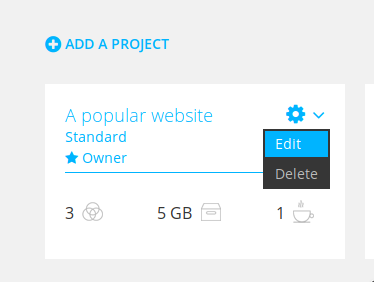 ADD A PROJECT
A popular website
Standard
Owner
Edit
Delete
3
5 GB
1